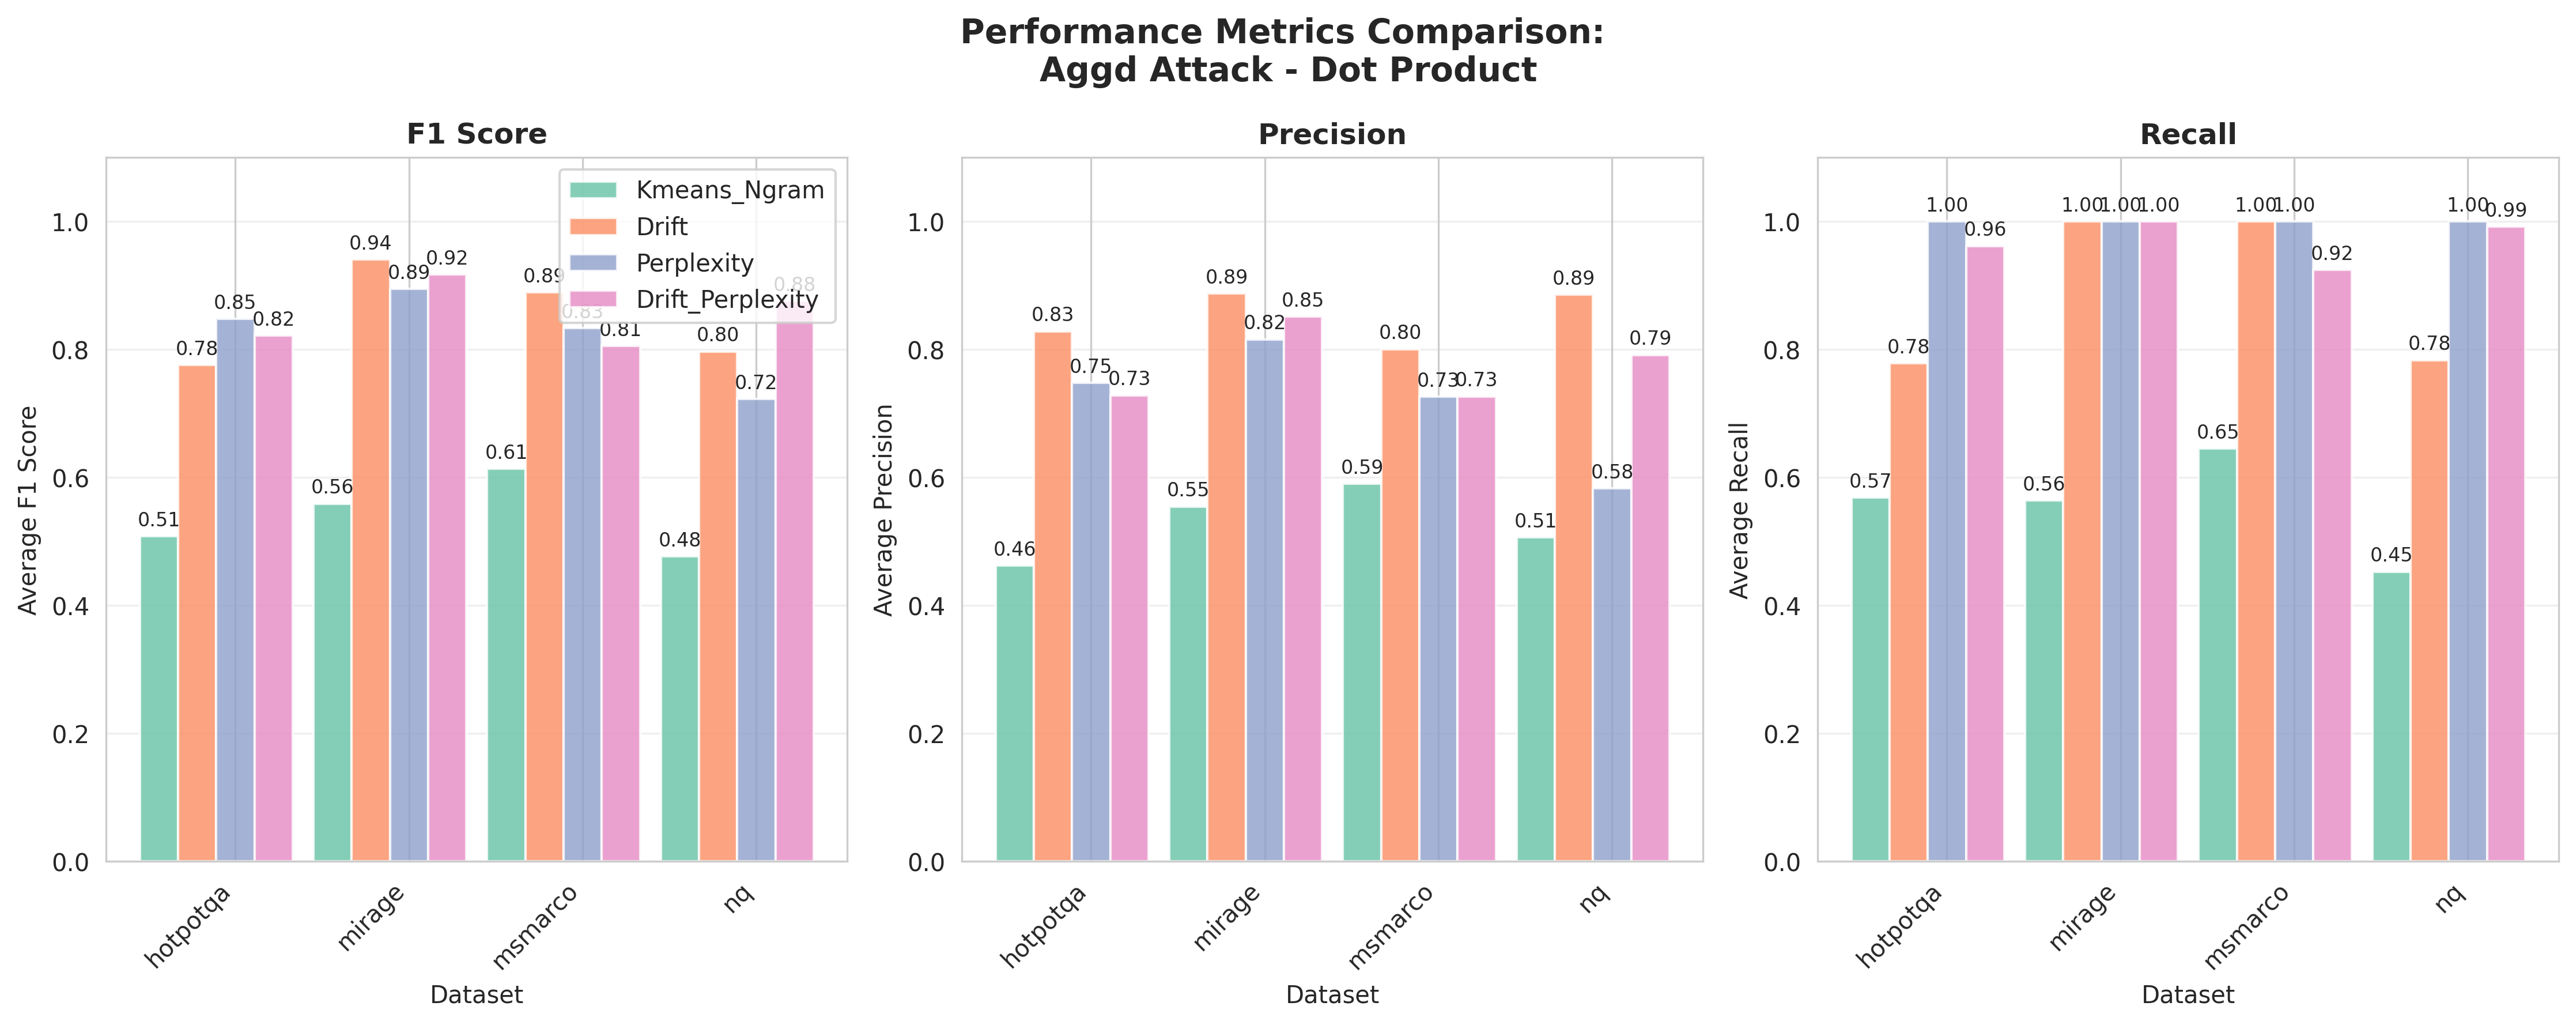 Performance Metrics Comparison:
Aggd Attack - Dot Product
F1 Score
Average F1 Score
1.0
0.8
0.6
0.4
0.2
0.0
Kmeans_Ngram
Drift
Perplexity
Drift_Perplexity
0.51
0.78
0.85
0.82
0.56
0.94
0.89
0.92
0.61
0.89
0.83
0.81
0.48
0.80
0.72
0.88
hotpotqa
mirage
msmarco
nq
Dataset
Precision
Average Precision
1.0
0.8
0.6
0.4
0.2
0.0
0.46
0.83
0.75
0.73
0.55
0.89
0.82
0.85
0.59
0.80
0.73
0.73
0.51
0.89
0.58
0.79
hotpotqa
mirage
msmarco
nq
Dataset
Recall
Average Recall
1.0
0.8
0.6
0.4
0.2
0.0
0.57
0.78
1.00
0.96
0.56
1.00
1.00
1.00
0.65
1.00
1.00
0.92
0.45
0.78
1.00
0.99
hotpotqa
mirage
msmarco
nq
Dataset